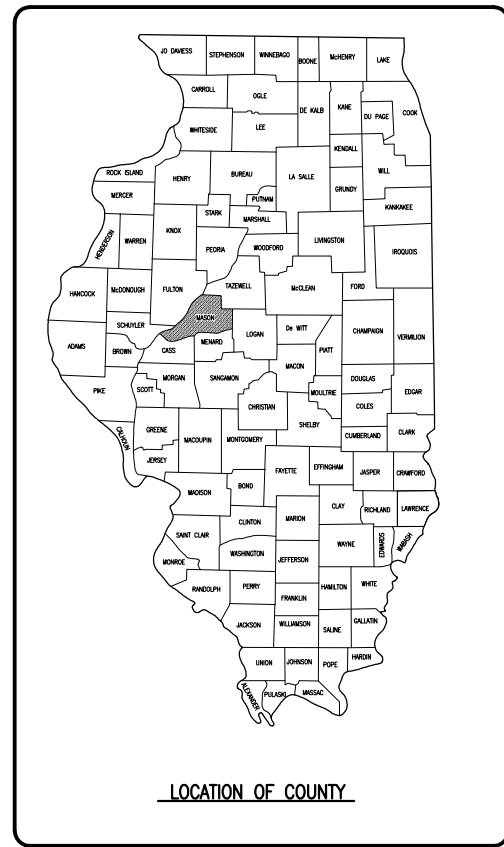 JO DAVIESS
STEPHENSON
WINNEBAGO
BOONE
McHENRY
LAKE
CARROLL
OGLE
DE KALB
KANE
COOK
DU PAGE
WHITESIDE
LEE
KENDALL
WILL
ROCK ISLAND
HENRY
BUREAU
LA SALLE
GRUNDY
MERCER
PUTNAM
KANKAKEE
STARK
MARSHALL
HENDERSON
WARREN
KNOX
PEORIA
WOODFORD
LIVINGSTON
IROQUOIS
HANCOCK
McDONOUGH
FULTON
TAZEWELL
McCLEAN
FORD
MASON
SCHUYLER
LOGAN
De WITT
CHAMPAIGN
VERMILION
ADAMS
BROWN
CASS
MENARD
PIATT
MACON
PIKE
SCOTT
MORGAN
SANGAMON
MOULTRIE
DOUGLAS
EDGAR
CHRISTIAN
COLES
CALHOUN
GREENE
MACOUPIN
MONTGOMERY
SHELBY
CUMBERLAND
CLARK
JERSEY
FAYETTE
EFFINGHAM
JASPER
CRAWFORD
MADISON
BOND
CLAY
RICHLAND
LAWRENCE
CLINTON
MARION
SAINT CLAIR
WAYNE
EDWARDS
WABASH
WASHINGTON
JEFFERSON
MONROE
RANDOLPH
PERRY
HAMILTON
WHITE
FRANKLIN
JACKSON
WILLIAMSON
SALINE
GALLATIN
UNION
JOHNSON
POPE
HARDIN
ALEXANDER
PULASKI
MASSAC
LOCATION OF COUNTY